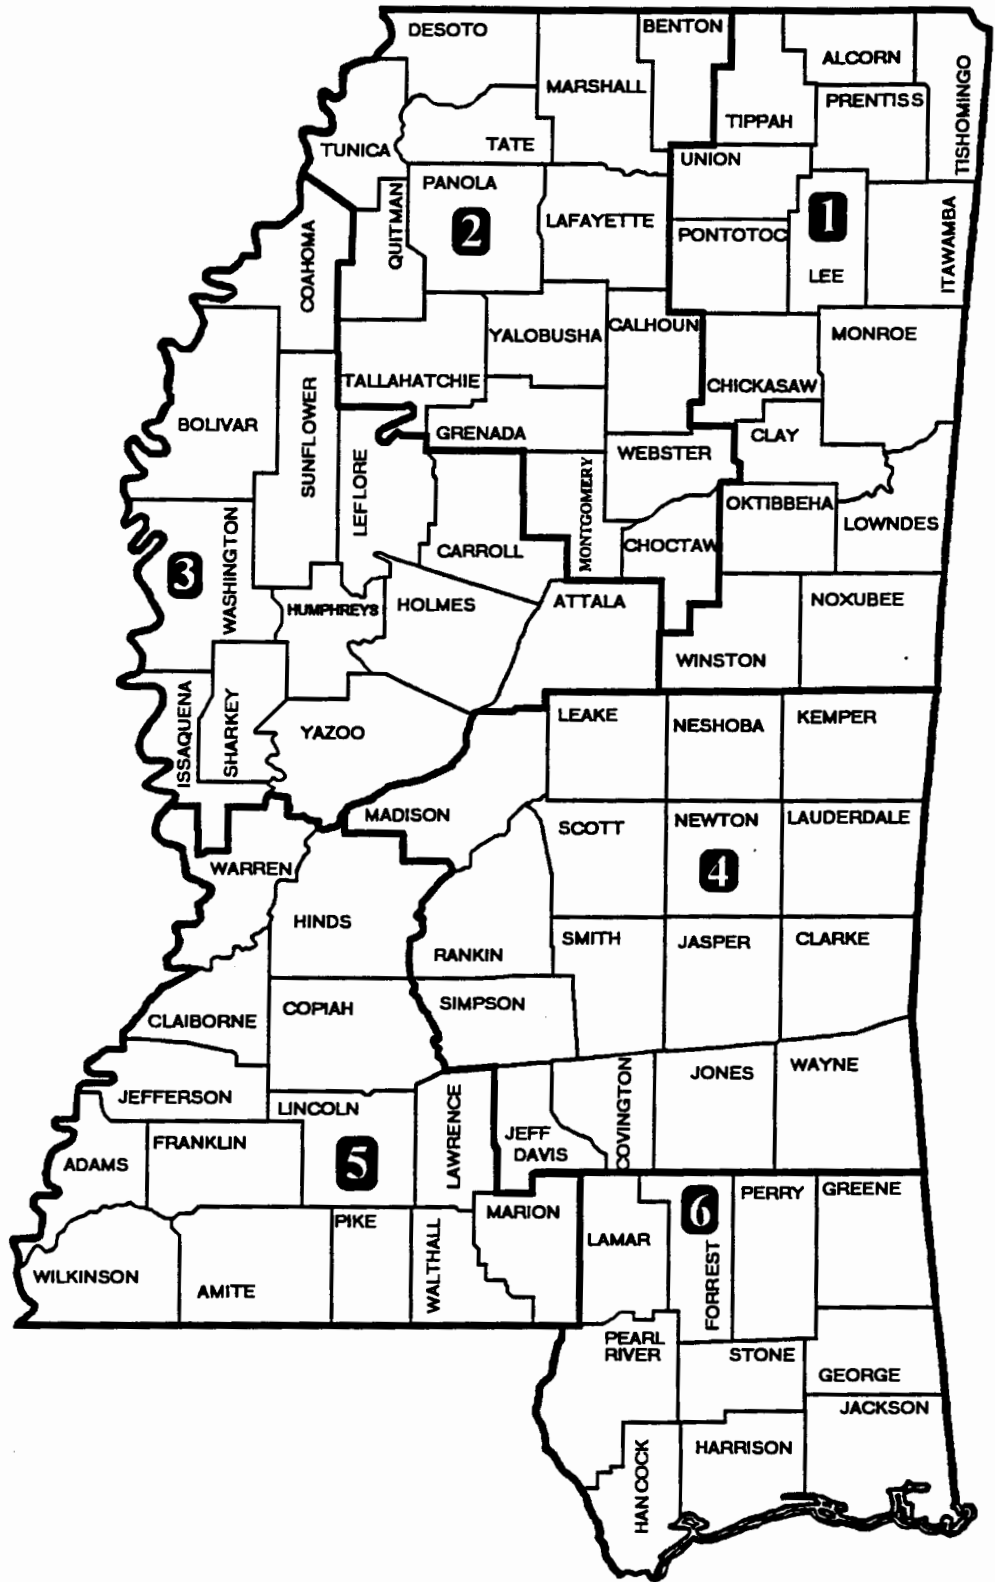 DESOTO
BENTON
ALCORN
MARSHALL
TISHOMINGO
PRENTISS
TIPPAH
TUNICA
TATE
UNION
PANOLA
QUITMAN
2
LAFAYETTE
1
PONTOTOC
ITAWAMBA
COAHOMA
LEE
YALOBUSHA
CALHOUN
MONROE
TALLAHATCHIE
CHICKASAW
BOLIVAR
SUNFLOWER
GRENADA
CLAY
WEBSTER
LEFLORE
MONTGOMERY
OKTIBBEHA
LOWNDES
WASHINGTON
CARROLL
CHOCTAW
3
HUMPHREYS
HOLMES
ATTALA
NOXUBEE
WINSTON
ISSAQUENA
SHARKEY
YAZOO
LEAKE
NESHOBA
KEMPER
MADISON
SCOTT
NEWTON
LAUDERDALE
WARREN
4
HINDS
RANKIN
SMITH
JASPER
CLARKE
CLAIBORNE
COPIAH
SIMPSON
JEFFERSON
LINCOLN
LAWRENCE
COVINGTON
JONES
WAYNE
FRANKLIN
JEFF
DAVIS
ADAMS
5
PIKE
WALTHALL
MARION
LAMAR
6
FORREST
PERRY
GREENE
WILKINSON
AMITE
PEARL
RIVER
STONE
GEORGE
JACKSON
HANCOCK
HARRISON